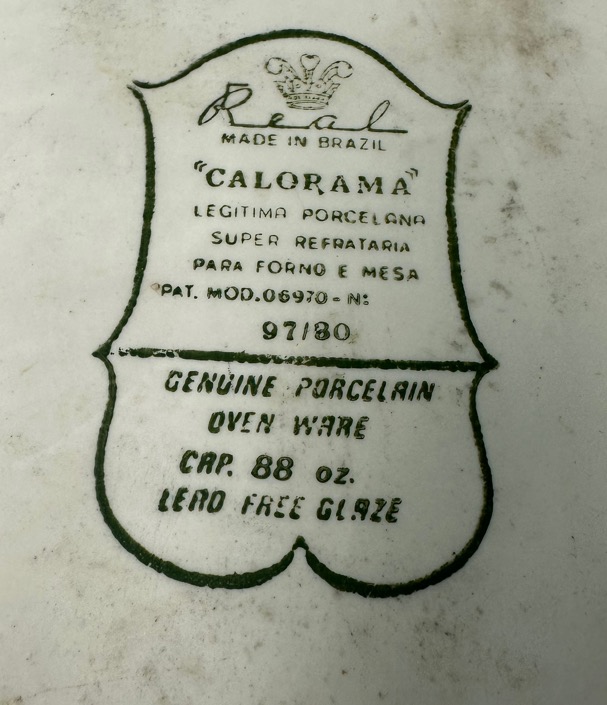 Real
MADE IN BRAZIL
"CALORAMA"
LEGITIMA PORCELANA
SUPER REFRATARIA
PARA FORNO E MESA
PAT. MOD.06970 - N:
97/80
GENUINE PORCELAIN
OVEN WARE
CAP. 88 oz.
LEAD FREE GLAZE